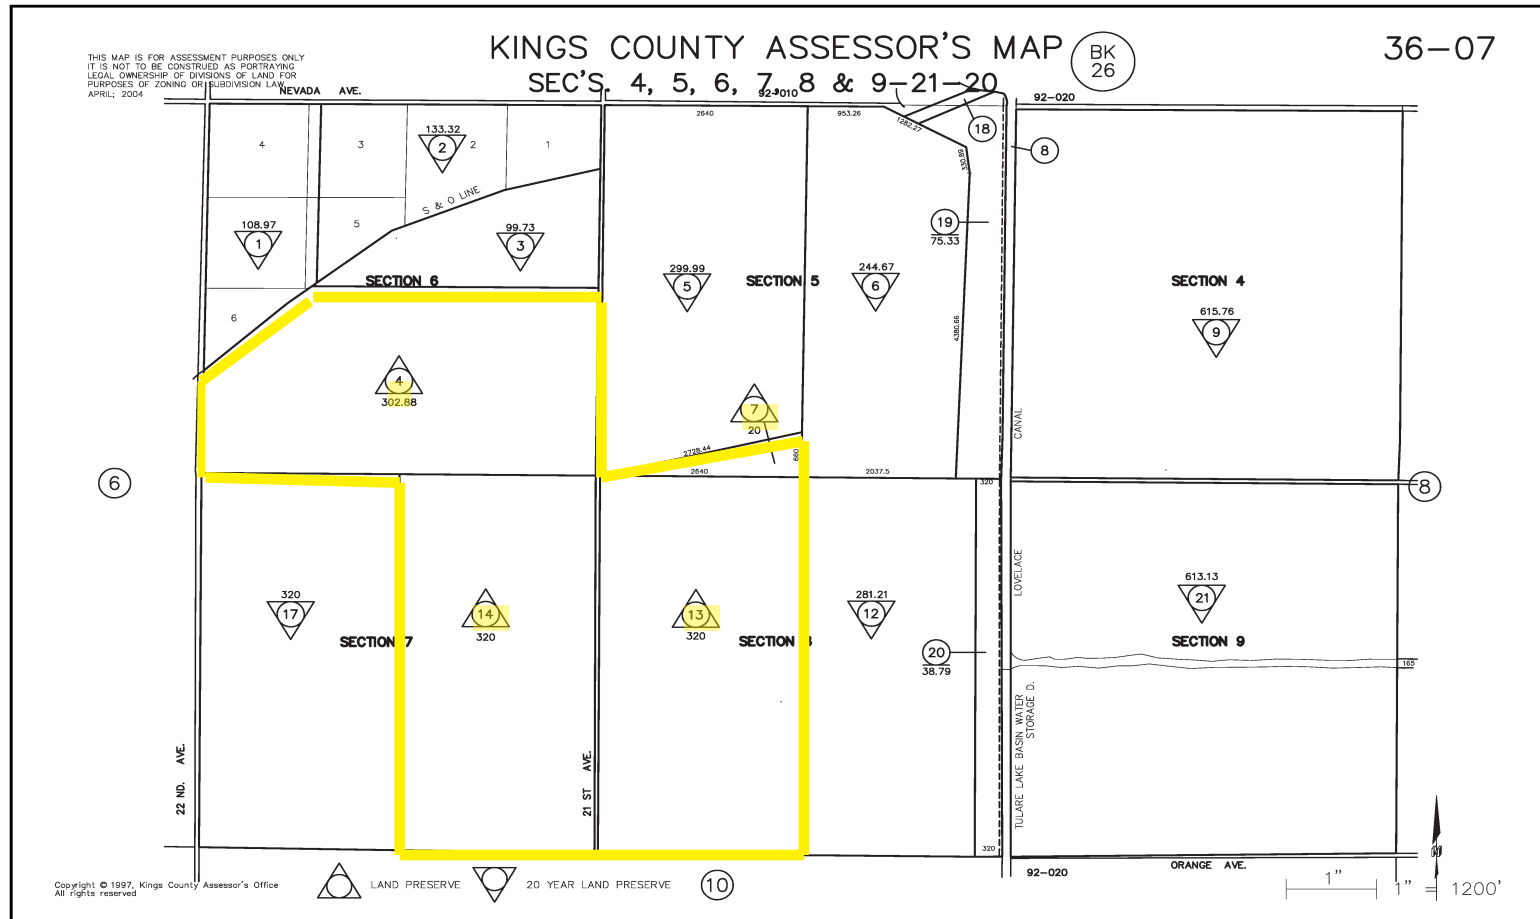 KINGS COUNTY ASSESSOR'S MAP
BK
26
36-07
SEC'S. 4, 5, 6, 7, 8 & 9-21-20
THIS MAP IS FOR ASSESSMENT PURPOSES ONLY
IT IS NOT TO BE CONSTRUED AS PORTRAYING
LEGAL OWNERSHIP OF DIVISIONS OF LAND FOR
PURPOSES OF ZONING OR SUBDIVISION LAW
APRIL; 2004
NEVADA AVE.
92-010
92-020
2640
953.26
1282.27
18
8
4
3
133.32
2
2
1
330.89
S & O LINE
108.97
1
5
99.73
3
19
75.33
SECTION 6
299.99
5
SECTION 5
244.67
6
SECTION 4
615.76
9
6
4380.66
4
302.88
7
20
CANAL
2728.44
660
2640
2037.5
6
320
8
LOVELACE
320
17
14
320
13
320
281.21
12
613.13
21
SECTION 7
SECTION 8
SECTION 9
20
38.79
165
TULARE LAKE BASIN WATER
STORAGE D.
22 ND. AVE.
21 ST AVE.
320
ORANGE AVE.
92-020
Copyright © 1997, Kings County Assessor's Office
All rights reserved
LAND PRESERVE
20 YEAR LAND PRESERVE
10
1"
1" = 1200'
N